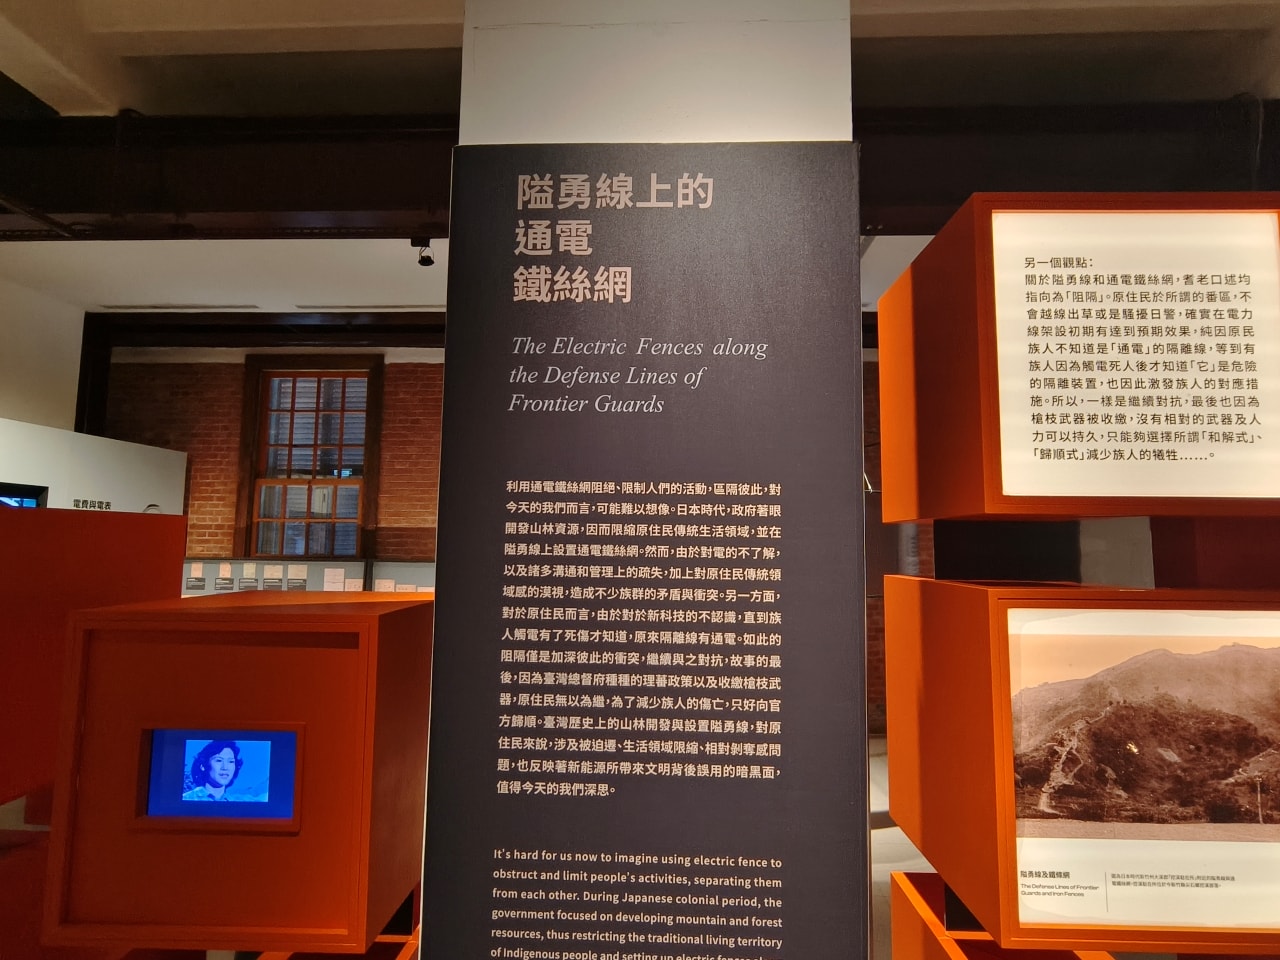 隘勇線上的
通電
鐵絲網
The Electric Fences along
the Defense Lines of
Frontier Guards
利用通電鐵絲網阻絕、限制人們的活動，區隔彼此，對
今天的我們而言，可能難以想像。日本時代，政府著眼
開發山林資源，因而限縮原住民傳統生活領域，並在
隘勇線上設置通電鐵絲網。然而，由於對電的不了解，
以及諸多溝通和管理上的疏失，加上對原住民傳統領
域感的漠視，造成不少族群的矛盾與衝突。另一方面，
對於原住民而言，由於對於新科技的不認識，直到族
人觸電有了死傷才知道，原來隔離線有通電。如此的
阻隔僅是加深彼此的衝突，繼續與之對抗，故事的最
後，因為臺灣總督府種種的理蕃政策以及收繳槍枝武
器，原住民無以為繼，為了減少族人的傷亡，只好向官
方歸順。臺灣歷史上的山林開發與設置隘勇線，對原
住民來說，涉及被迫遷、生活領域限縮、相對剝奪感問
題，也反映著新能源所帶來文明背後誤用的暗黑面，
值得今天的我們深思。
It's hard for us now to imagine using electric fence to
obstruct and limit people's activities, separating them
from each other. During Japanese colonial period, the
government focused on developing mountain and forest
resources, thus restricting the traditional living territory
of Indigenous people and setting up electric fences
另一個觀點：
關於隘勇線和通電鐵絲網，耆老口述均
指向為「阻隔」。原住民於所謂的番區，不
會越線出草或是騷擾日警，確實在電力
線架設初期有達到預期效果，純因原民
族人不知道是「通電」的隔離線，等到有
族人因為觸電死人後才知道「它」是危險
的隔離裝置，也因此激發族人的對應措
施。所以，一樣是繼續對抗，最後也因為
槍枝武器被收繳，沒有相對的武器及人
力可以持久，只能夠選擇所謂「和解式」、
「歸順式」減少族人的犧牲……。
隘勇線及鐵絲網
The Defense Lines of Frontier
Guards and Iron Fences
電費與電表